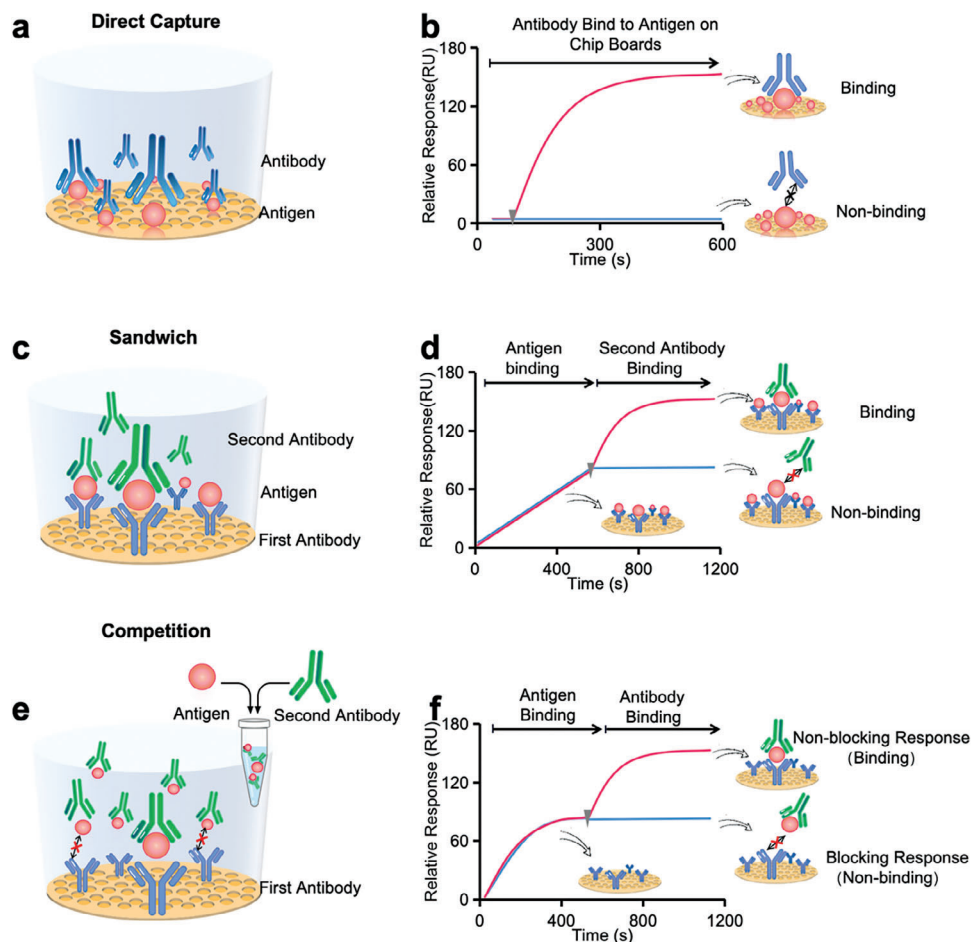 a
Direct Capture
Antibody
Antigen
b
Antibody Bind to Antigen on
Chip Boards
Relative Response(RU)
180
120
60
0
0
300
600
Time (s)
Binding
Non-binding
c
Sandwich
Second Antibody
Antigen
First Antibody
d
Antigen
binding
Second Antibody
Binding
Relative Response(RU)
180
120
60
0
0
400
800
1200
Time (s)
Binding
Non-binding
Competition
e
Antigen
Second Antibody
First Antibody
f
Antigen
Binding
Antibody
Binding
Relative Response (RU)
180
120
60
0
0
400
800
1200
Time (s)
Non-blocking Response
(Binding)
Blocking Response
(Non-binding)